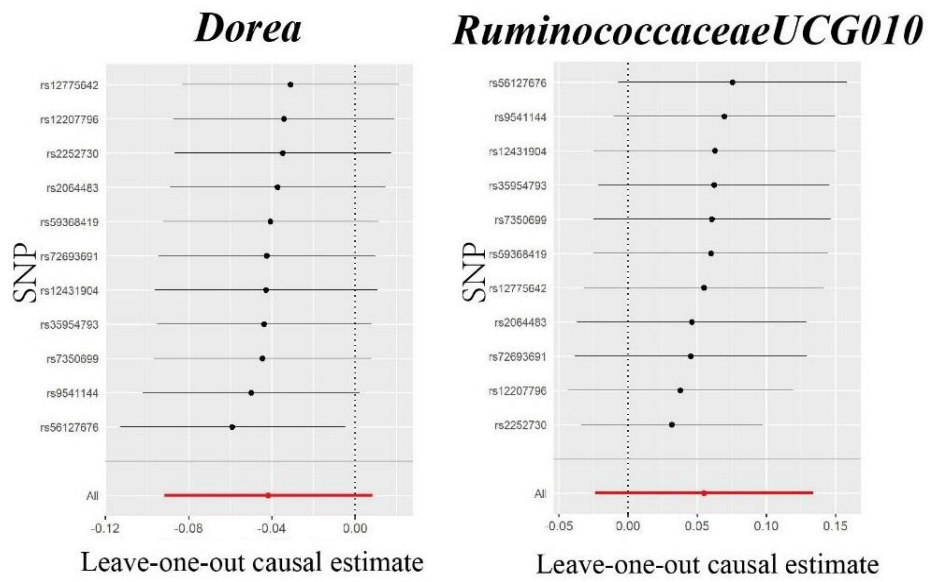 Dorea
SNP
rs12775642
rs12207796
rs2252730
rs2064483
rs59368419
rs72693691
rs12431904
rs35954793
rs7350699
rs9541144
rs56127676
All
-0.12
-0.08
-0.04
0.00
Leave-one-out causal estimate
RuminococcaceaeUCG010
SNP
rs56127676
rs9541144
rs12431904
rs35954793
rs7350699
rs59368419
rs12775642
rs2064483
rs72693691
rs12207796
rs2252730
All
-0.05
0.00
0.05
0.10
0.15
Leave-one-out causal estimate